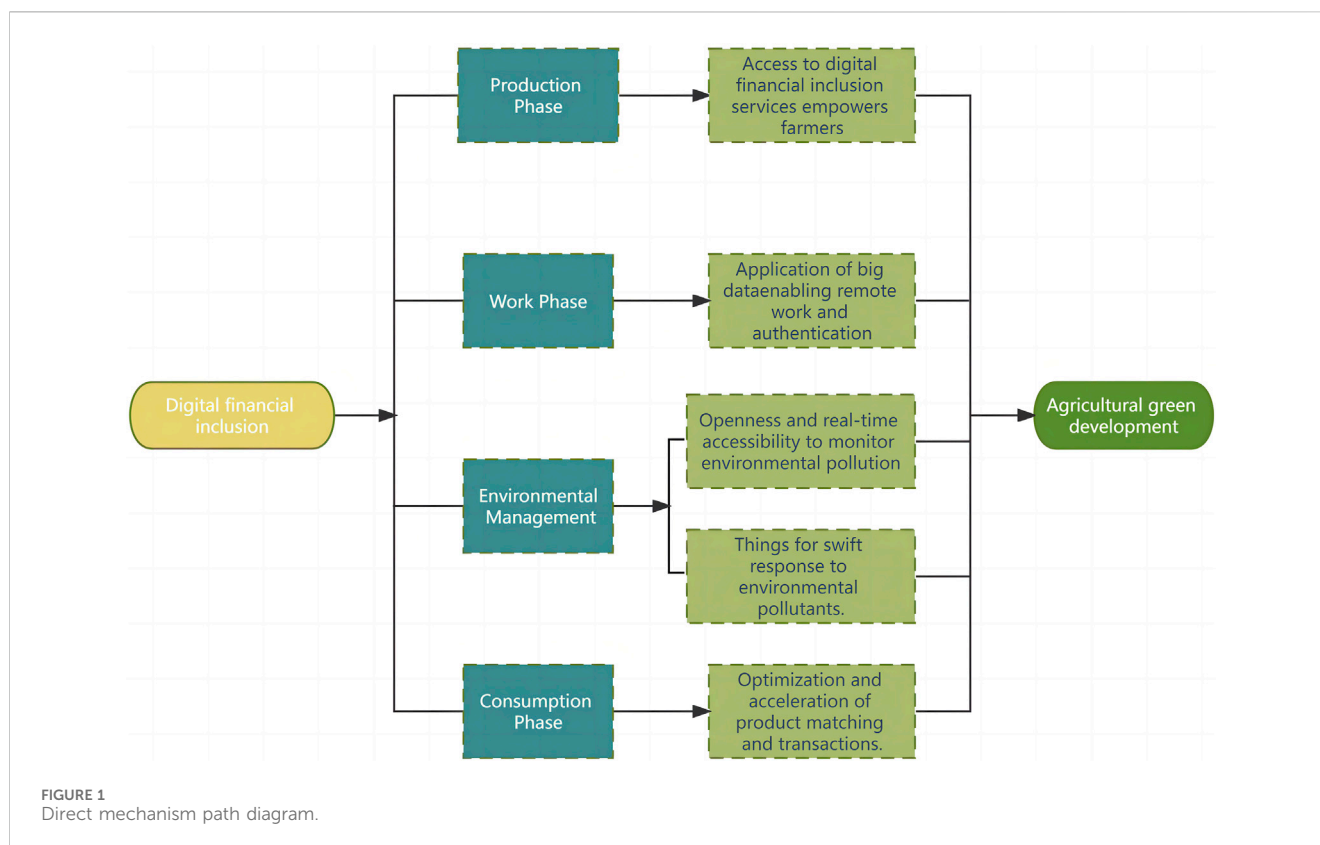 Production
Phase
Access to digital
financial inclusion
services empowers
farmers
Work Phase
Application of big
dataenabling remote
work and
authentication
Digital financial
inclusion
Openness and real-time
accessibility to monitor
environmental pollution
Agricultural green
development
Environmental
Management
Things for swift
response to
environmental
pollutants.
Consumption
Phase
Optimization and
acceleration of
product matching
and transactions.
FIGURE 1
Direct mechanism path diagram.